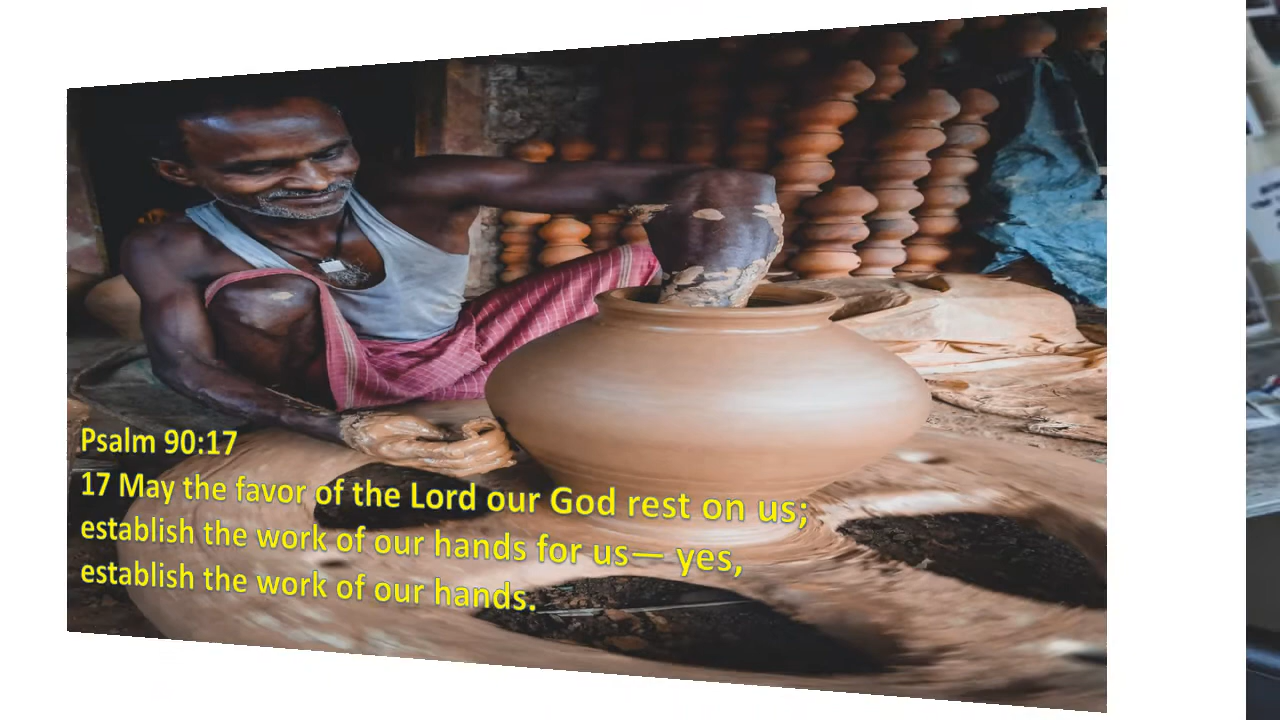 Psalm 90:17
17 May the favor of the Lord our God rest on us;
establish the work of our hands for us— yes,
establish the work of our hands.